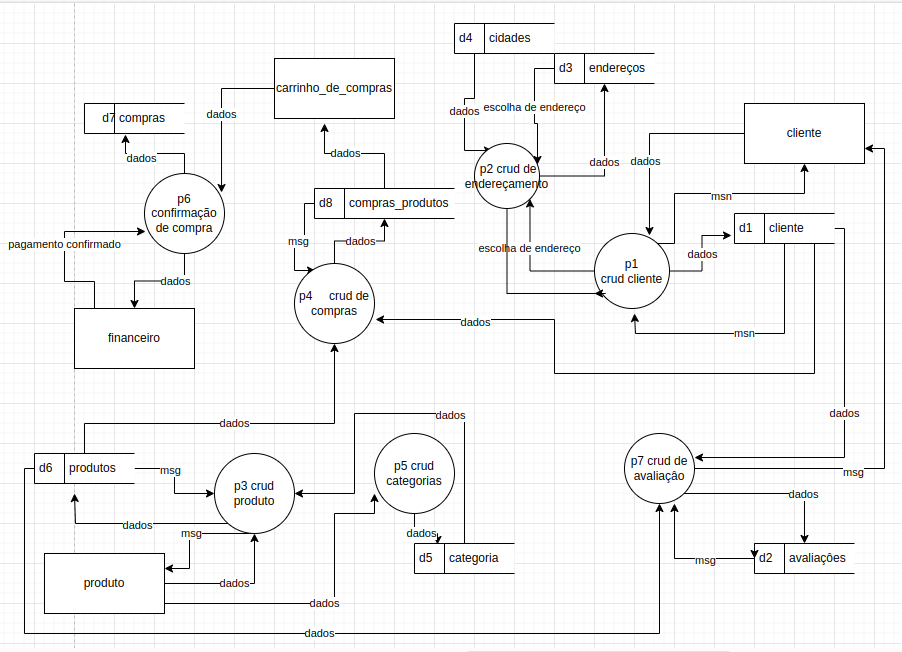 d4 cidades
d3 endereços
carrinho_de_compras
dados
escolha de endereço
dados
d7 compras
cliente
dados
dados
dados
dados
p2 crud de
endereçamento
p6
confirmação
de compra
msn
d8 compras_produtos
d1 cliente
pagamento confirmado
msg
dados
escolha de endereço
dados
p1
crud cliente
dados
p4 crud de
compras
dados
msn
financeiro
dados
dados
dados
d6 produtos
msg
p5 crud
categorias
p7 crud de
avaliação
msg
p3 crud
produto
dados
dados
msg
dados
d5 categoria
msg
d2 avaliações
produto
dados
dados
dados